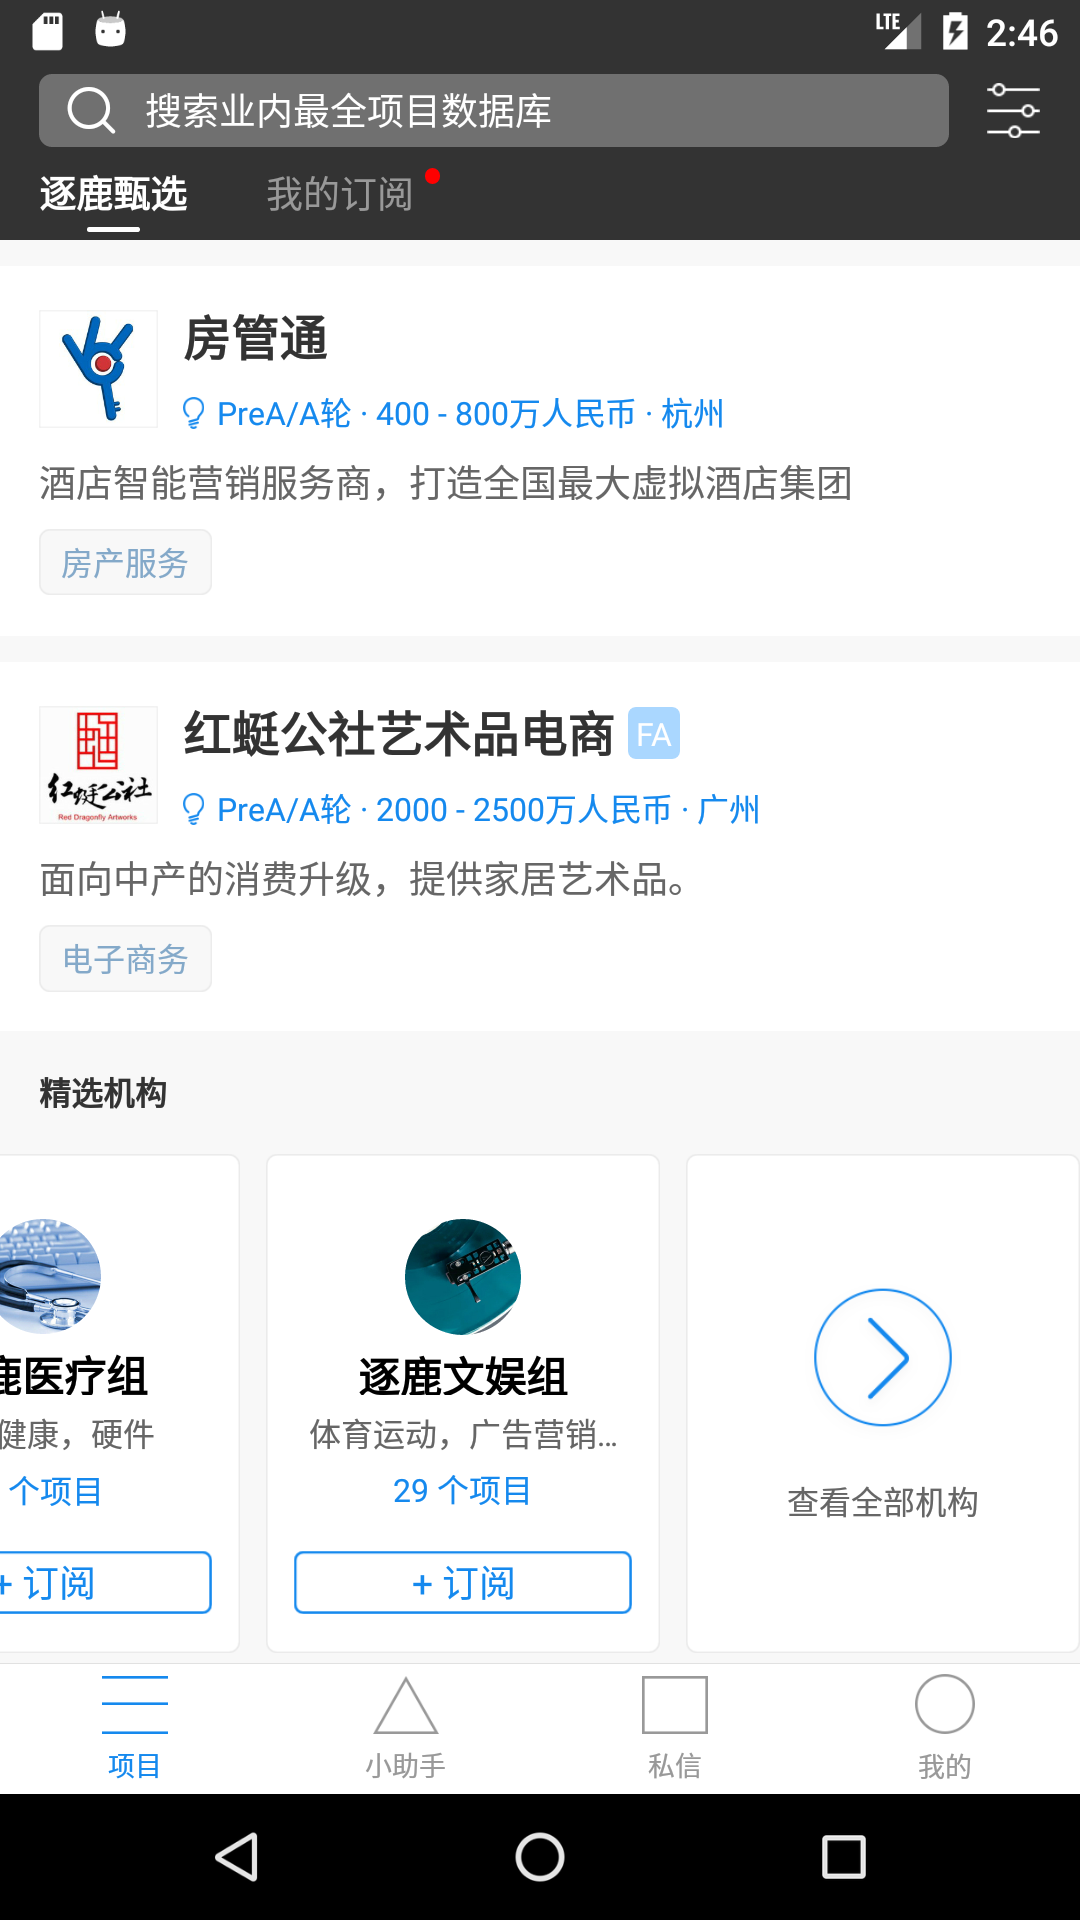 LTE 2:46
搜索业内最全项目数据库
逐鹿甄选 我的订阅
房管通
PreA/A轮 · 400 - 800万人民币 · 杭州
酒店智能营销服务商，打造全国最大虚拟酒店集团
房产服务
红蜓公社艺术品电商 FA
红蜓公社
Red Dragonfly Artworks
PreA/A轮 · 2000 - 2500万人民币 · 广州
面向中产的消费升级，提供家居艺术品。
电子商务
精选机构
鹿医疗组 逐鹿文娱组
健康，硬件 体育运动，广告营销...
个项目 29 个项目
查看全部机构
+ 订阅 + 订阅
项目 小助手 私信 我的